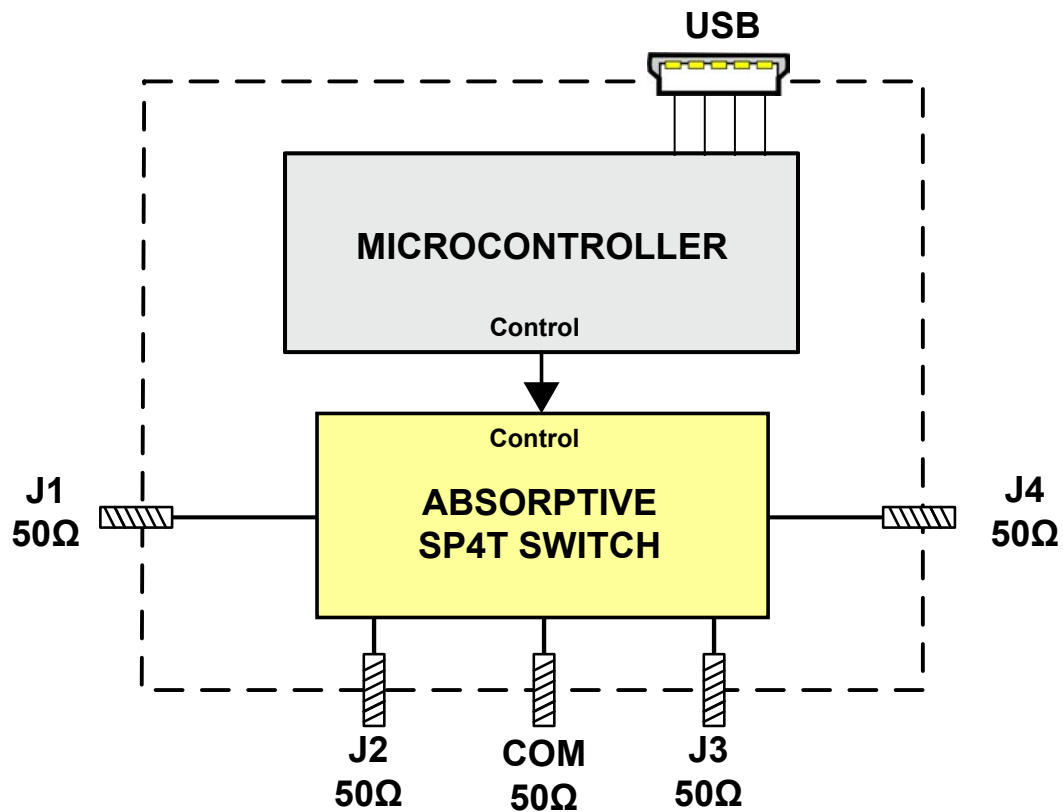 USB
MICROCONTROLLER
Control
Control
ABSORPTIVE
SP4T SWITCH
J1
50Ω
J4
50Ω
J2
50Ω
COM
50Ω
J3
50Ω